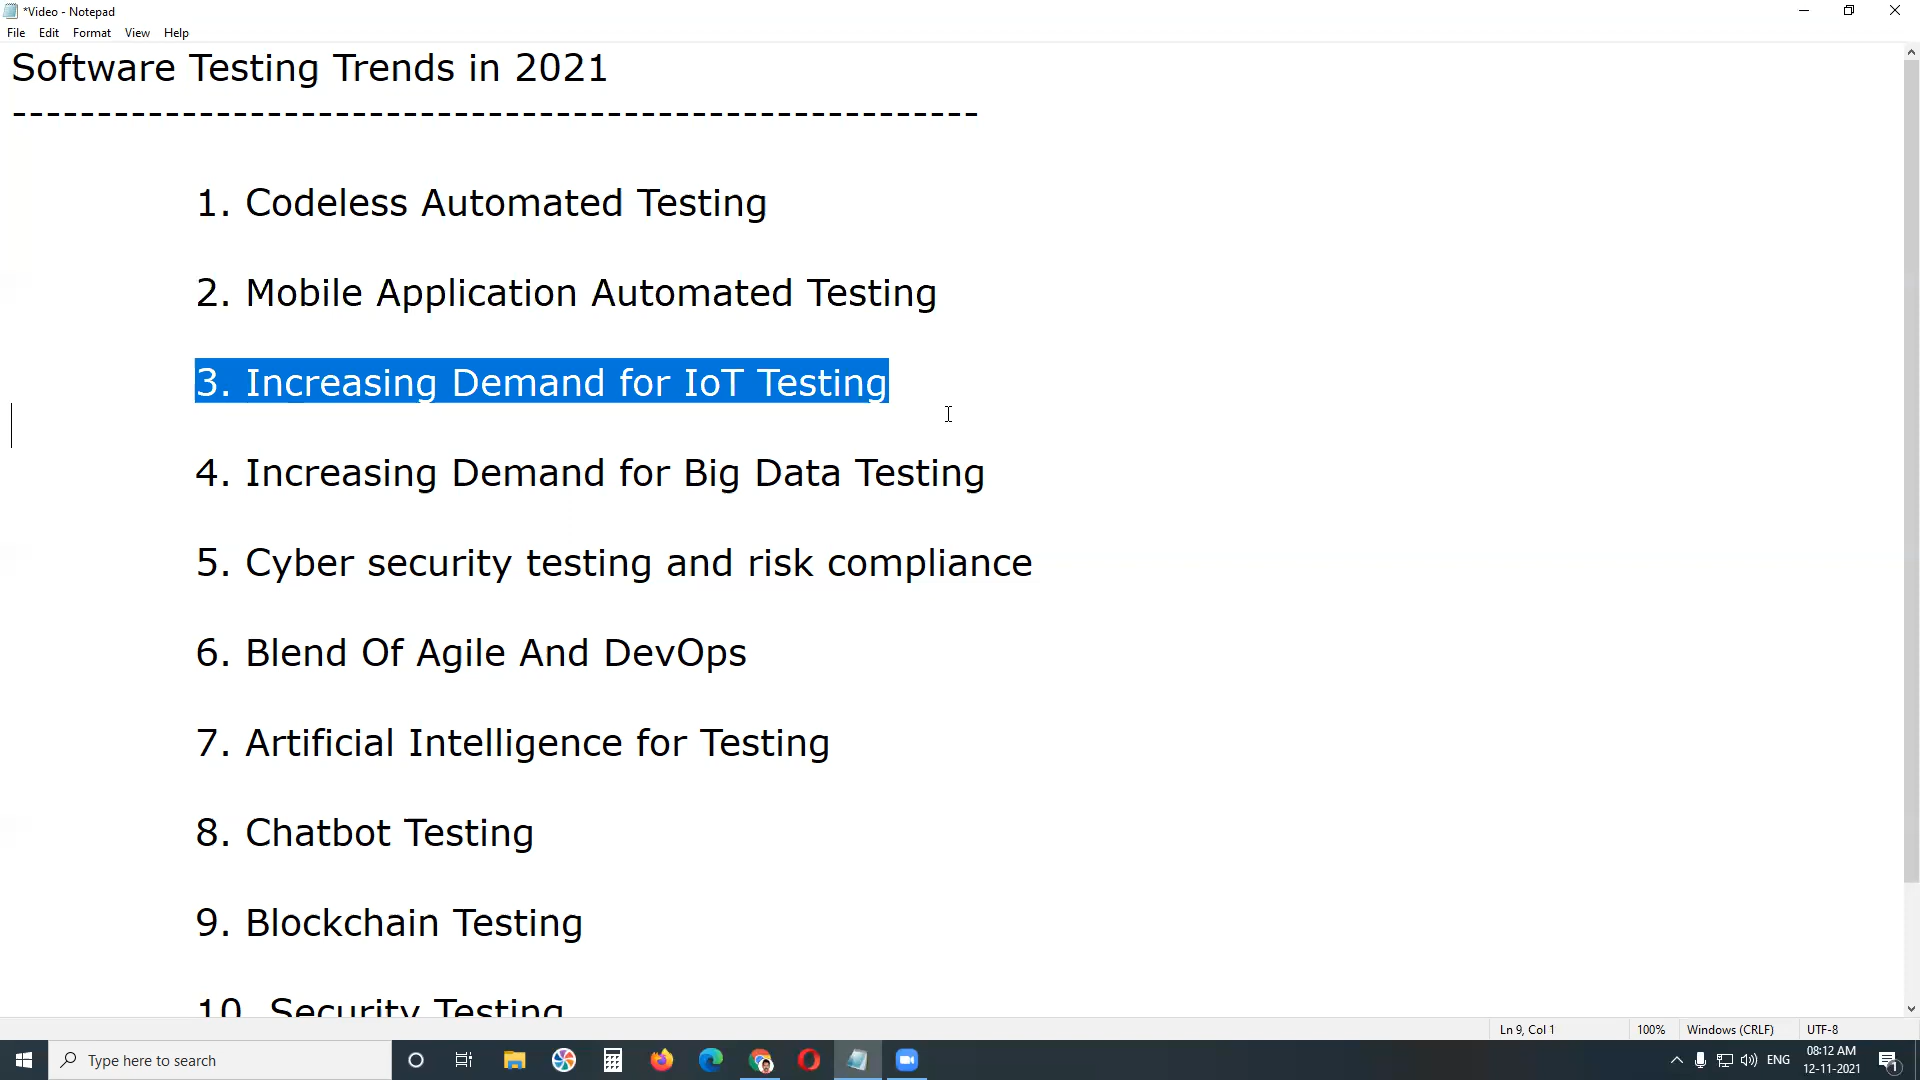 *Video - Notepad
File Edit Format View Help
Software Testing Trends in 2021
---------------------------------------------------------
1. Codeless Automated Testing
2. Mobile Application Automated Testing
3. Increasing Demand for IoT Testing
4. Increasing Demand for Big Data Testing
5. Cyber security testing and risk compliance
6. Blend Of Agile And DevOps
7. Artificial Intelligence for Testing
8. Chatbot Testing
9. Blockchain Testing
10. Security Testing
Ln 9, Col 1 100% Windows (CRLF) UTF-8
Type here to search
ENG
08:12 AM
12-11-2021
1